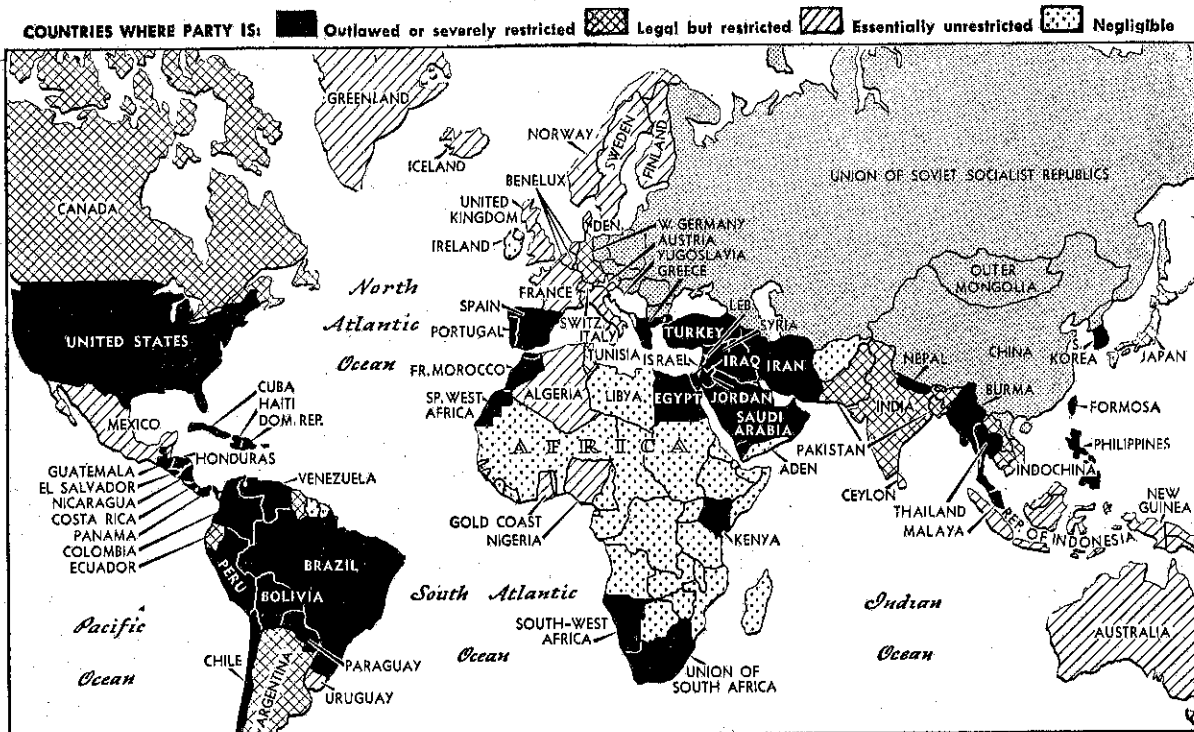 COUNTRIES WHERE PARTY IS: Outlawed or severely restricted Legal but restricted Essentially unrestricted Negligible
GREENLAND
ICELAND
NORWAY
SWEDEN
FINLAND
UNION OF SOVIET SOCIALIST REPUBLICS
CANADA
BENELUX
UNITED
KINGDOM
IRELAND
DEN.
W. GERMANY
AUSTRIA
YUGOSLAVIA
GREECE
FRANCE
OUTER
MONGOLIA
North
Atlantic
Ocean
SPAIN
PORTUGAL
SWITZ.
ITALY
LEB.
TURKEY
SYRIA
UNITED STATES
CHINA
S.
KOREA
JAPAN
FR. MOROCCO
TUNISIA
ISRAEL
IRAQ
IRAN
NEPAL
SP. WEST
AFRICA
ALGERIA
LIBYA
EGYPT
JORDAN
SAUDI
ARABIA
INDIA
BURMA
FORMOSA
MEXICO
CUBA
HAITI
DOM. REP.
HONDURAS
GUATEMALA
EL SALVADOR
NICARAGUA
COSTA RICA
PANAMA
COLOMBIA
ECUADOR
VENEZUELA
AFRICA
PAKISTAN
ADEN
PHILIPPINES
INDOCHINA
CEYLON
THAILAND
MALAYA
REP.
OF INDONESIA
NEW
GUINEA
GOLD COAST
NIGERIA
KENYA
PERU
BRAZIL
BOLIVIA
South Atlantic
Ocean
Indian
Ocean
Pacific
Ocean
SOUTH-WEST
AFRICA
UNION OF
SOUTH AFRICA
AUSTRALIA
CHILE
PARAGUAY
ARGENTINA
URUGUAY